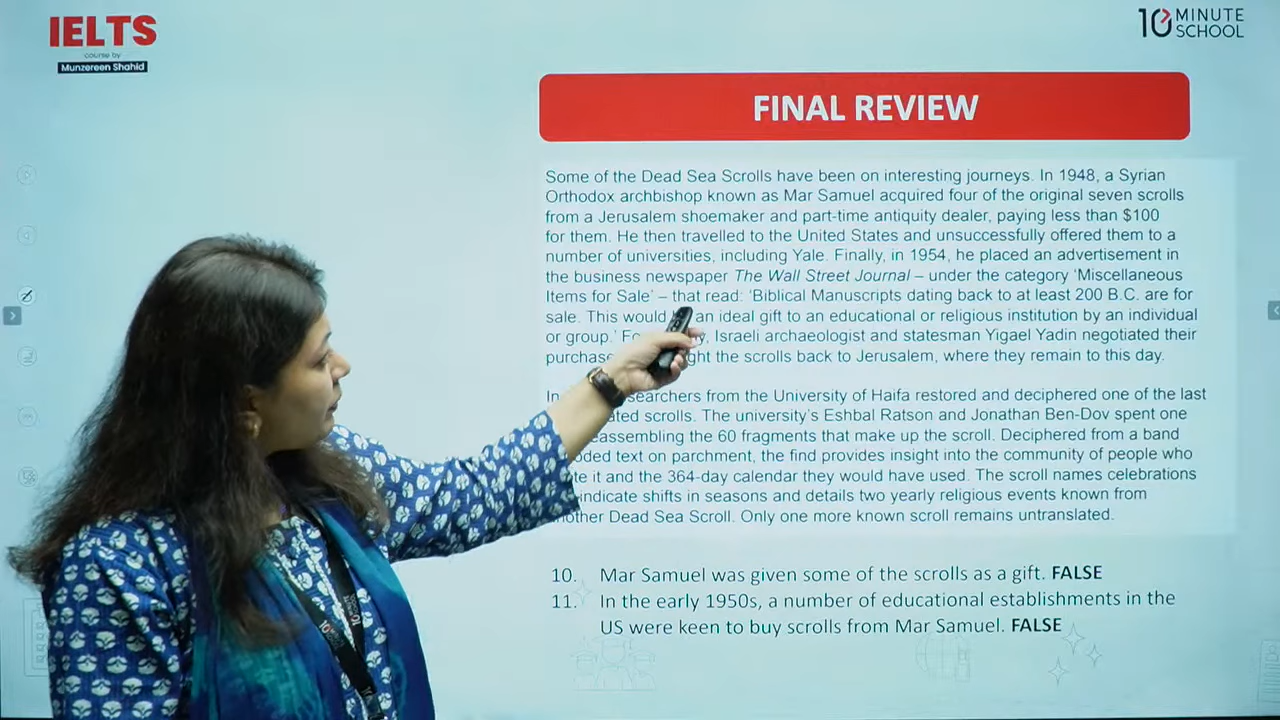 IELTS
course by
Munzereen Shahid
10 MINUTE
SCHOOL
FINAL REVIEW
Some of the Dead Sea Scrolls have been on interesting journeys. In 1948, a Syrian
Orthodox archbishop known as Mar Samuel acquired four of the original seven scrolls
from a Jerusalem shoemaker and part-time antiquity dealer, paying less than $100
for them. He then travelled to the United States and unsuccessfully offered them to a
number of universities, including Yale. Finally, in 1954, he placed an advertisement in
the business newspaper The Wall Street Journal – under the category ‘Miscellaneous
Items for Sale’ – that read: ‘Biblical Manuscripts dating back to at least 200 B.C. are for
sale. This would an ideal gift to an educational or religious institution by an individual
or group.’ Israeli archaeologist and statesman Yigael Yadin negotiated their
purchase the scrolls back to Jerusalem, where they remain to this day.
In from the University of Haifa restored and deciphered one of the last
scrolls. The university’s Eshbal Ratson and Jonathan Ben-Dov spent one
the 60 fragments that make up the scroll. Deciphered from a band
text on parchment, the find provides insight into the community of people who
it and the 364-day calendar they would have used. The scroll names celebrations
indicate shifts in seasons and details two yearly religious events known from
another Dead Sea Scroll. Only one more known scroll remains untranslated.
10. Mar Samuel was given some of the scrolls as a gift. FALSE
11. In the early 1950s, a number of educational establishments in the
US were keen to buy scrolls from Mar Samuel. FALSE